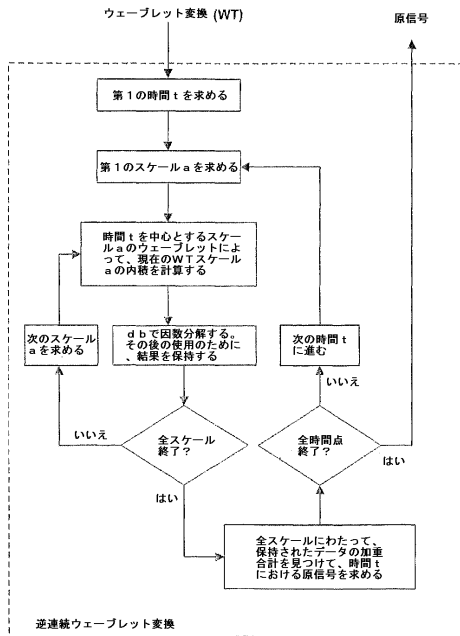 ウェーブレット変換 (WT)
原信号
第１の時間ｔを求める
第１のスケールａを求める
時間ｔを中心とするスケー
ルａのウェーブレットによ
って、現在のＷＴスケール
ａの内積を計算する
次のスケール
ａを求める
ｄｂで因数分解する。
その後の使用のために
、結果を保持する
次の時間ｔ
に進む
いいえ
いいえ
全スケール
終了？
全時間点
終了？
はい
はい
全スケールにわたって、
保持されたデータの加重
合計を見つけて、時間ｔ
における原信号を求める
逆連続ウェーブレット変換